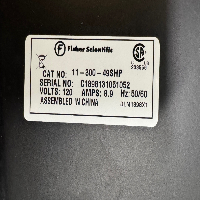 Fisher Scientific
CAT NO: 11-300-49SHP
SERIAL NO: C1898131051052
VOLTS: 120 AMPS: 8.9 Hz: 50/60
ASSEMBLED IN CHINA